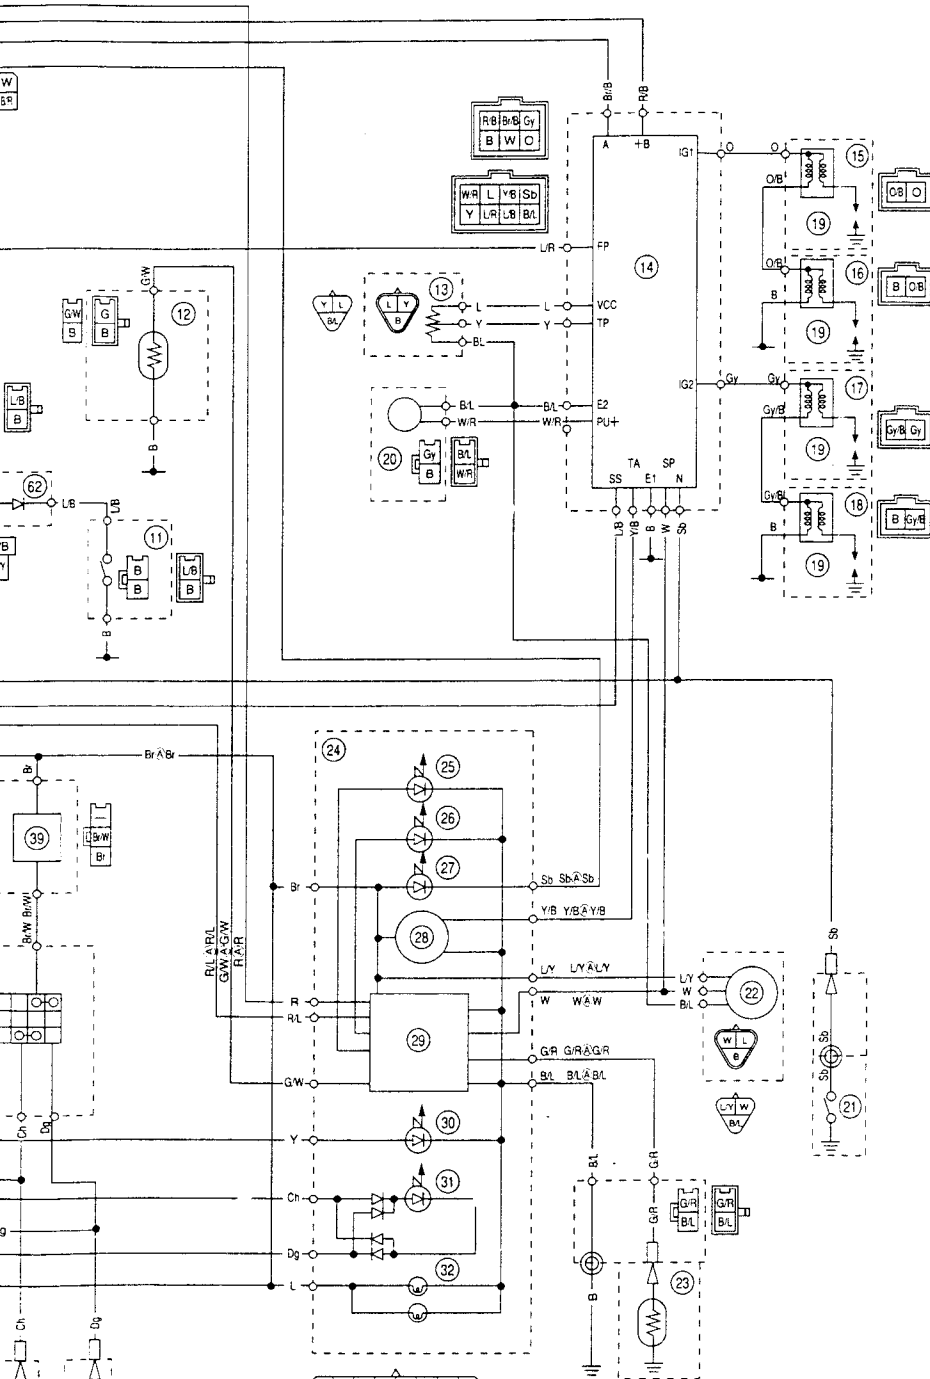 W
B/R
Br/B
R/B
R/B Br/B Gy
B W O
W/R L Y/B Sb
Y L/R L/B B/L
A +B
IG1 O O
15
O/B
O/B O
19
L/R FP
14
O/B
16
B
B O/B
19
G/W
G/W
B
G
B
12
B
Y L
B/L
L Y
B
13
L L VCC
Y Y TP
B/L
IG2 Gy Gy
17
Gy/B
Gy/B Gy
19
L/B
B
20
B/L B/L E2
W/R W/R PU+
Gy
B
B/L
W/R
TA SP
SS E1 N
Gy/B
18
B
B Gy/B
19
62
L/B
L/B
Y
11
B
B
L/B
B
B
L/B
Y/B
B
W
Sb
Br A Br
24
25
26
27
28
29
Br
39
Br/W
Br
Br/W Br/W
R/L A R/L
G/W A G/W
R A R
Br
Sb Sb A Sb
Y/B Y/B A Y/B
L/Y L/Y A L/Y
W W A W
G/R G/R A G/R
B/L B/L A B/L
R
R/L
G/W
L/Y
W
B/L
22
W L
B
L/Y W
B/L
Sb
Sb
Sb
21
Ch
Dg
Y
30
Ch
31
Dg
L
32
B/L
G/R
G/R
G/R
B/L
G/R
B/L
B
23
g
Ch
Dg